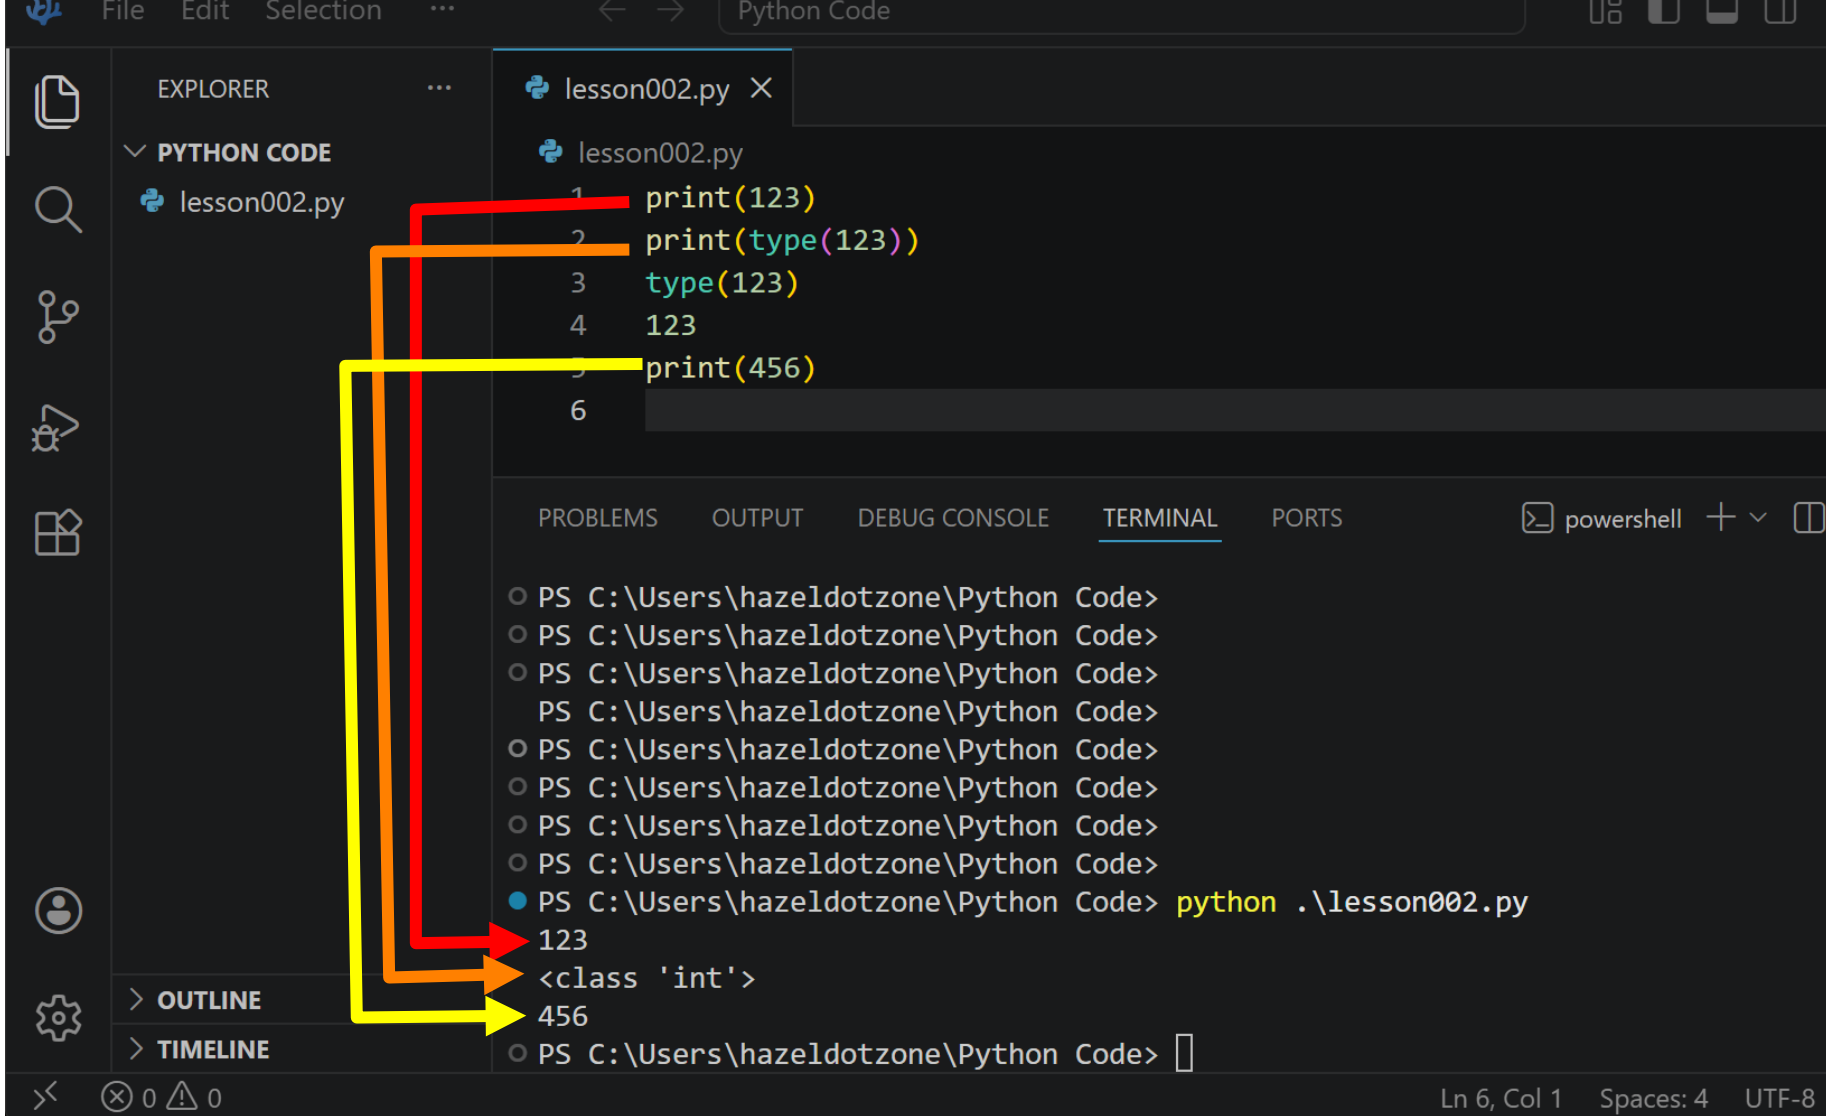 File Edit Selection ··· Python Code
EXPLORER ···
PYTHON CODE
lesson002.py
OUTLINE
TIMELINE
lesson002.py
lesson002.py
1 print(123)
2 print(type(123))
3 type(123)
4 123
5 print(456)
6
PROBLEMS OUTPUT DEBUG CONSOLE TERMINAL PORTS powershell
PS C:\Users\hazeldotzone\Python Code>
PS C:\Users\hazeldotzone\Python Code>
PS C:\Users\hazeldotzone\Python Code>
PS C:\Users\hazeldotzone\Python Code>
PS C:\Users\hazeldotzone\Python Code>
PS C:\Users\hazeldotzone\Python Code>
PS C:\Users\hazeldotzone\Python Code>
PS C:\Users\hazeldotzone\Python Code>
PS C:\Users\hazeldotzone\Python Code> python .\lesson002.py
123
<class 'int'>
456
PS C:\Users\hazeldotzone\Python Code>
0 0 Ln 6, Col 1 Spaces: 4 UTF-8